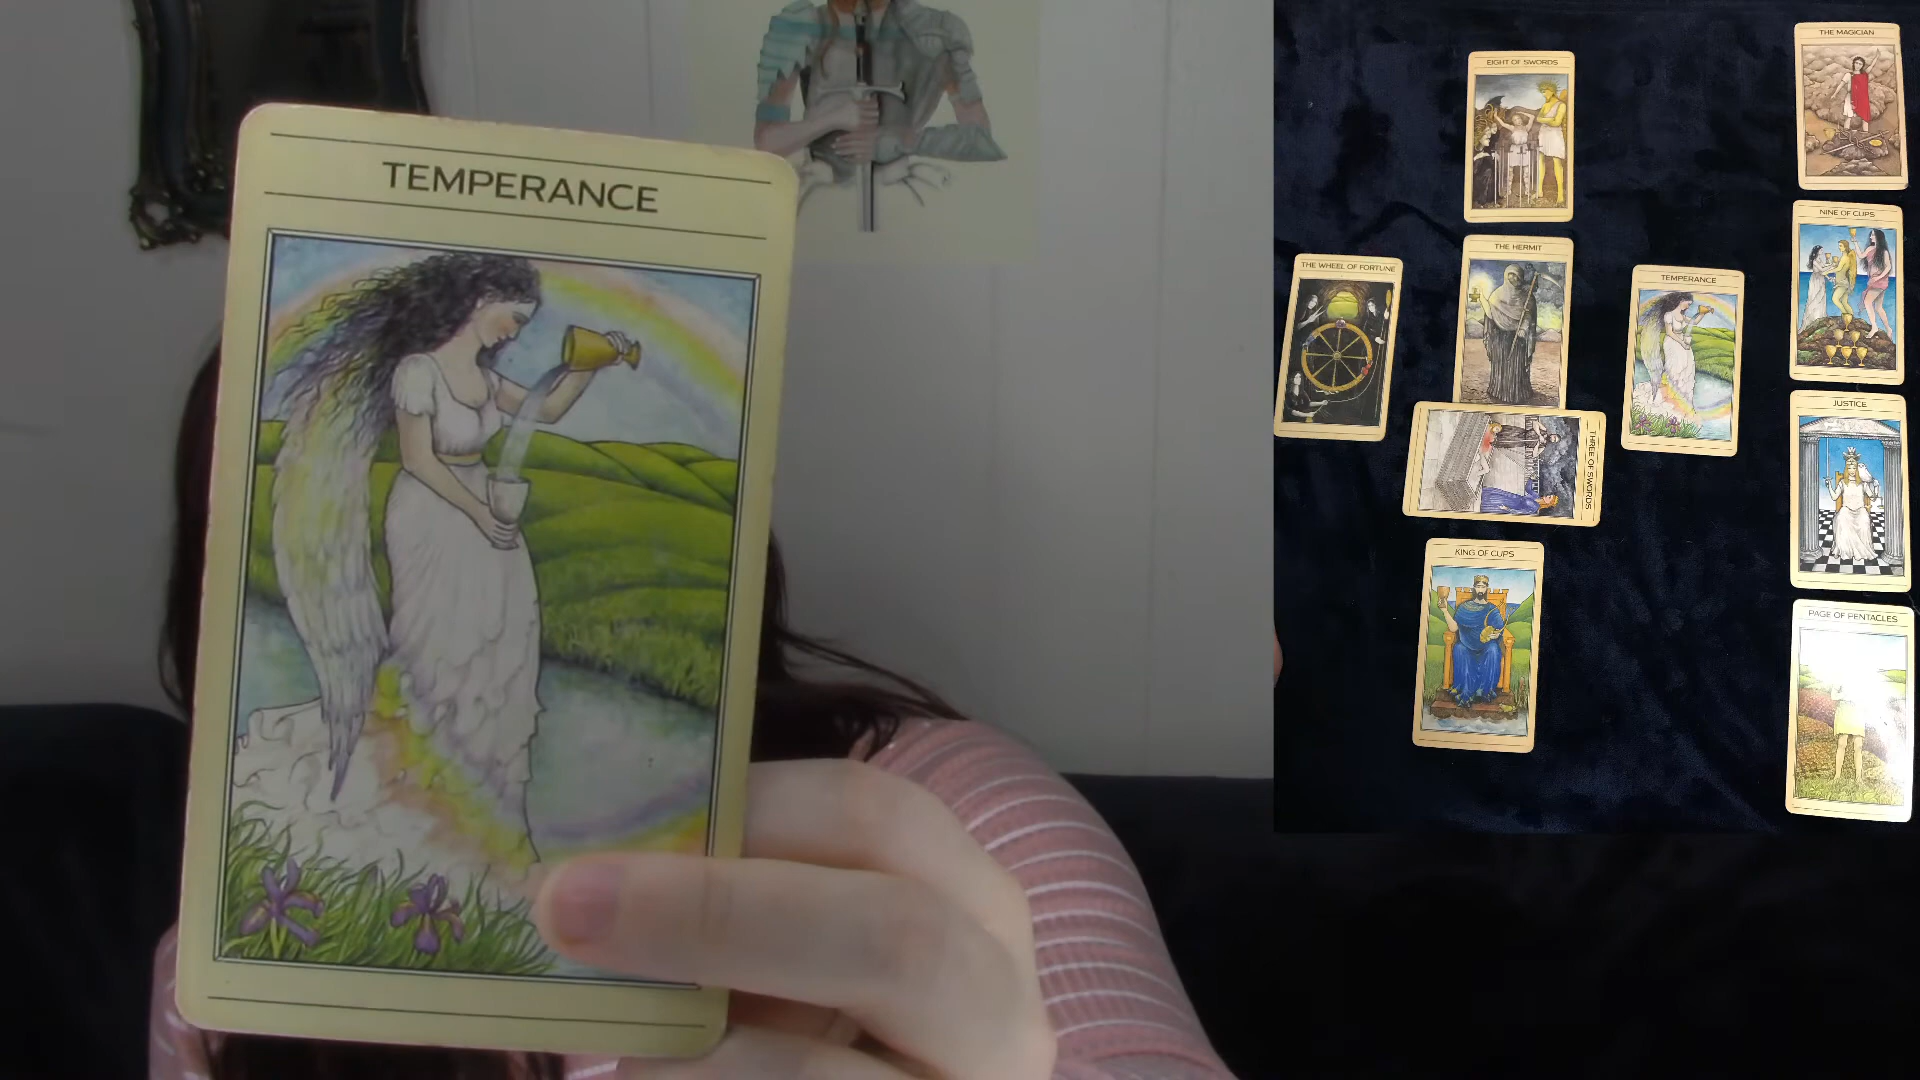 TEMPERANCE
EIGHT OF SWORDS
THE MAGICIAN
NINE OF CUPS
THE HERMIT
THE WHEEL OF FORTUNE
TEMPERANCE
JUSTICE
THREE OF SWORDS
KING OF CUPS
PAGE OF PENTACLES